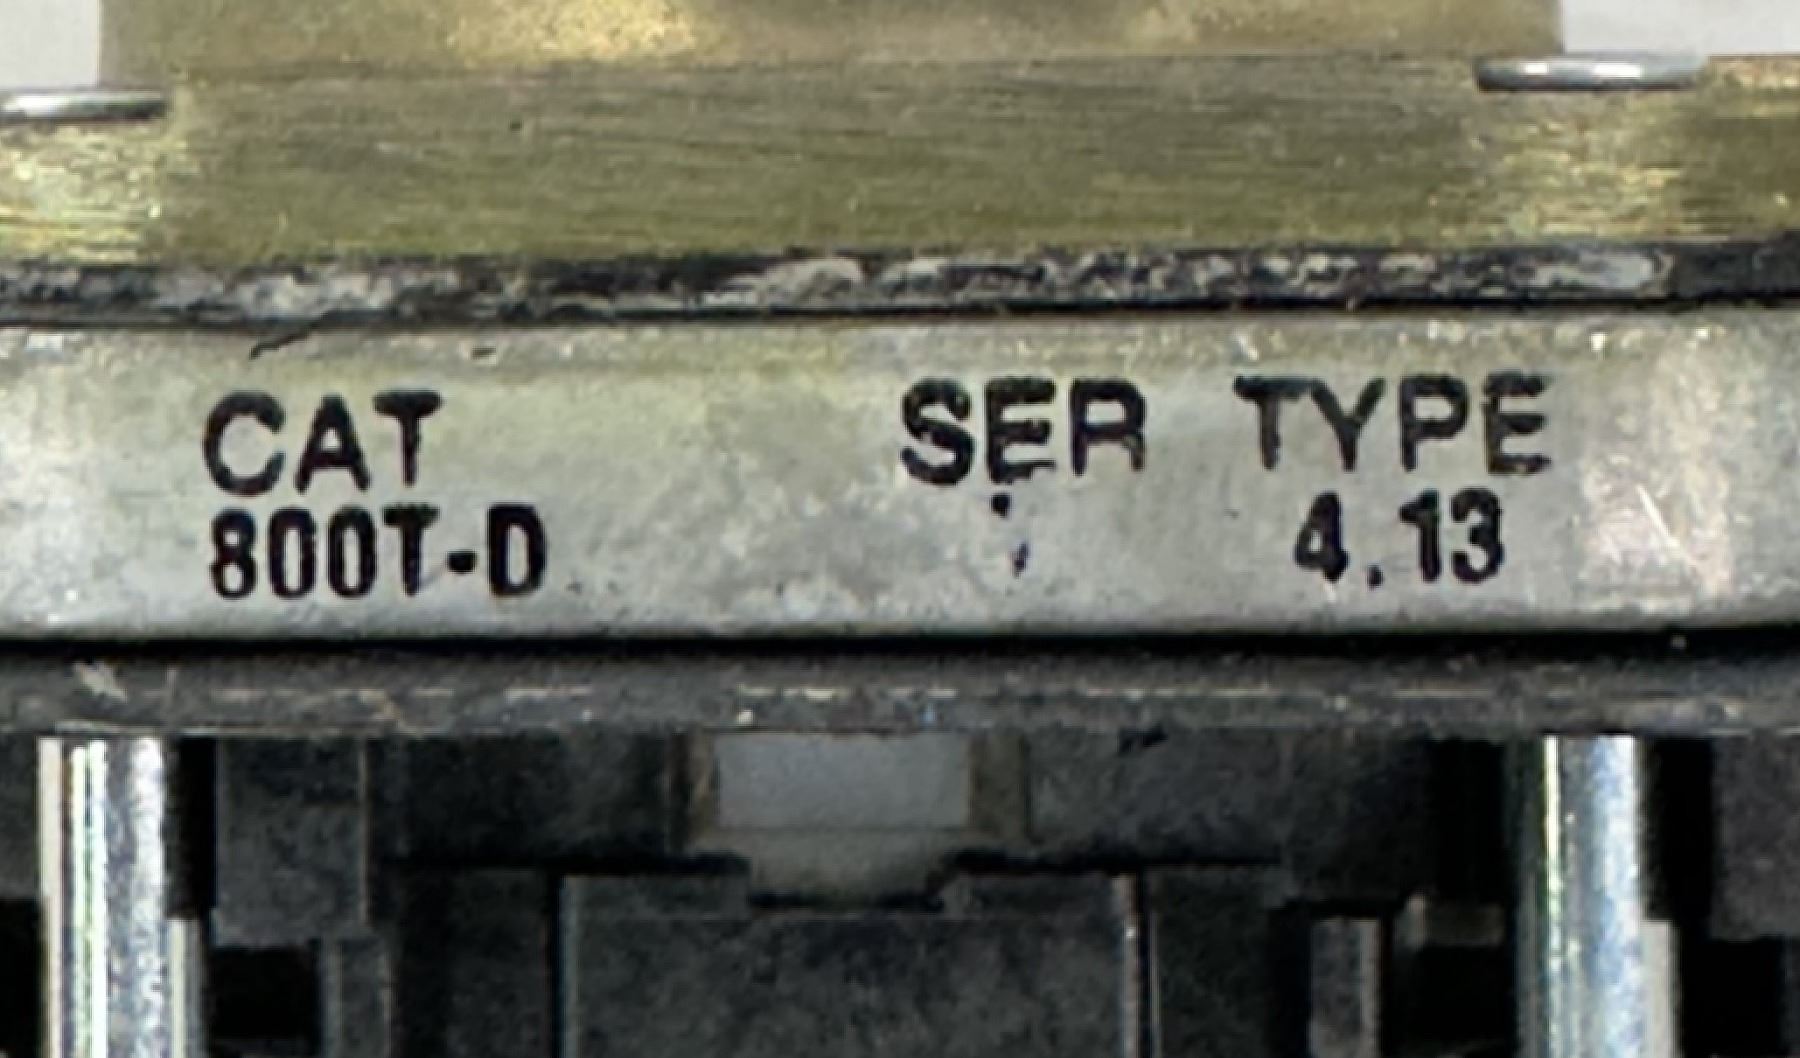 CAT SER TYPE
800T-D 4.13